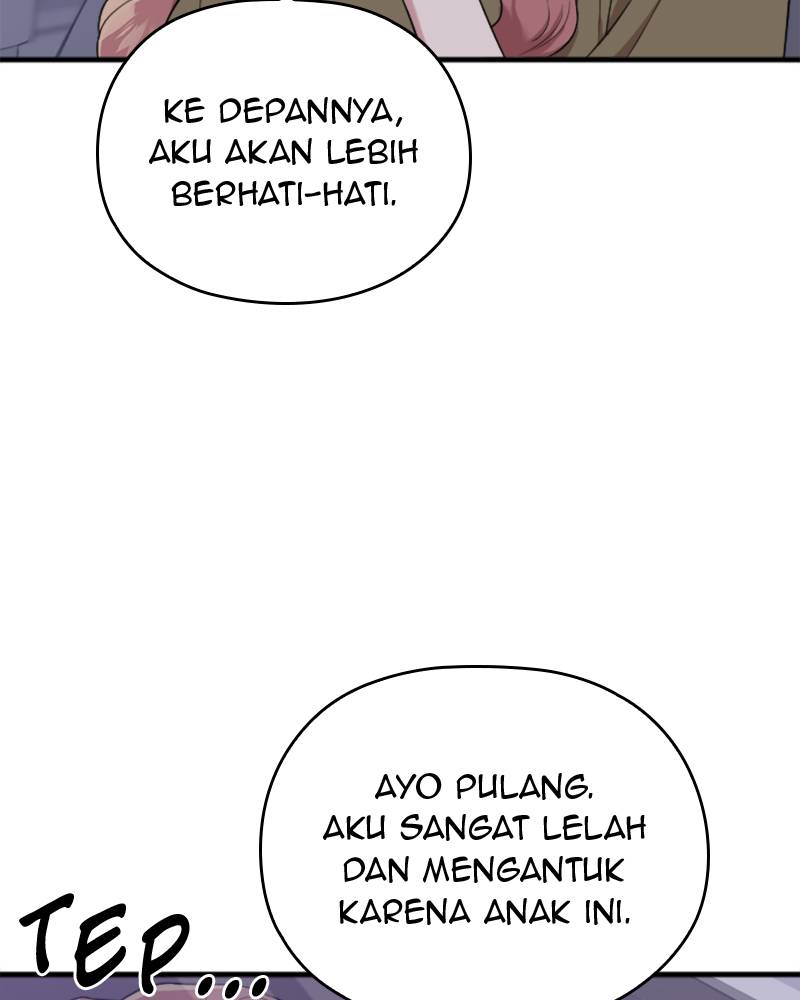 KE DEPANNYA,
AKU AKAN LEBIH
BERHATI-HATI.
AYO PULANG.
AKU SANGAT LELAH
DAN MENGANTUK
KARENA ANAK INI.
TEP...